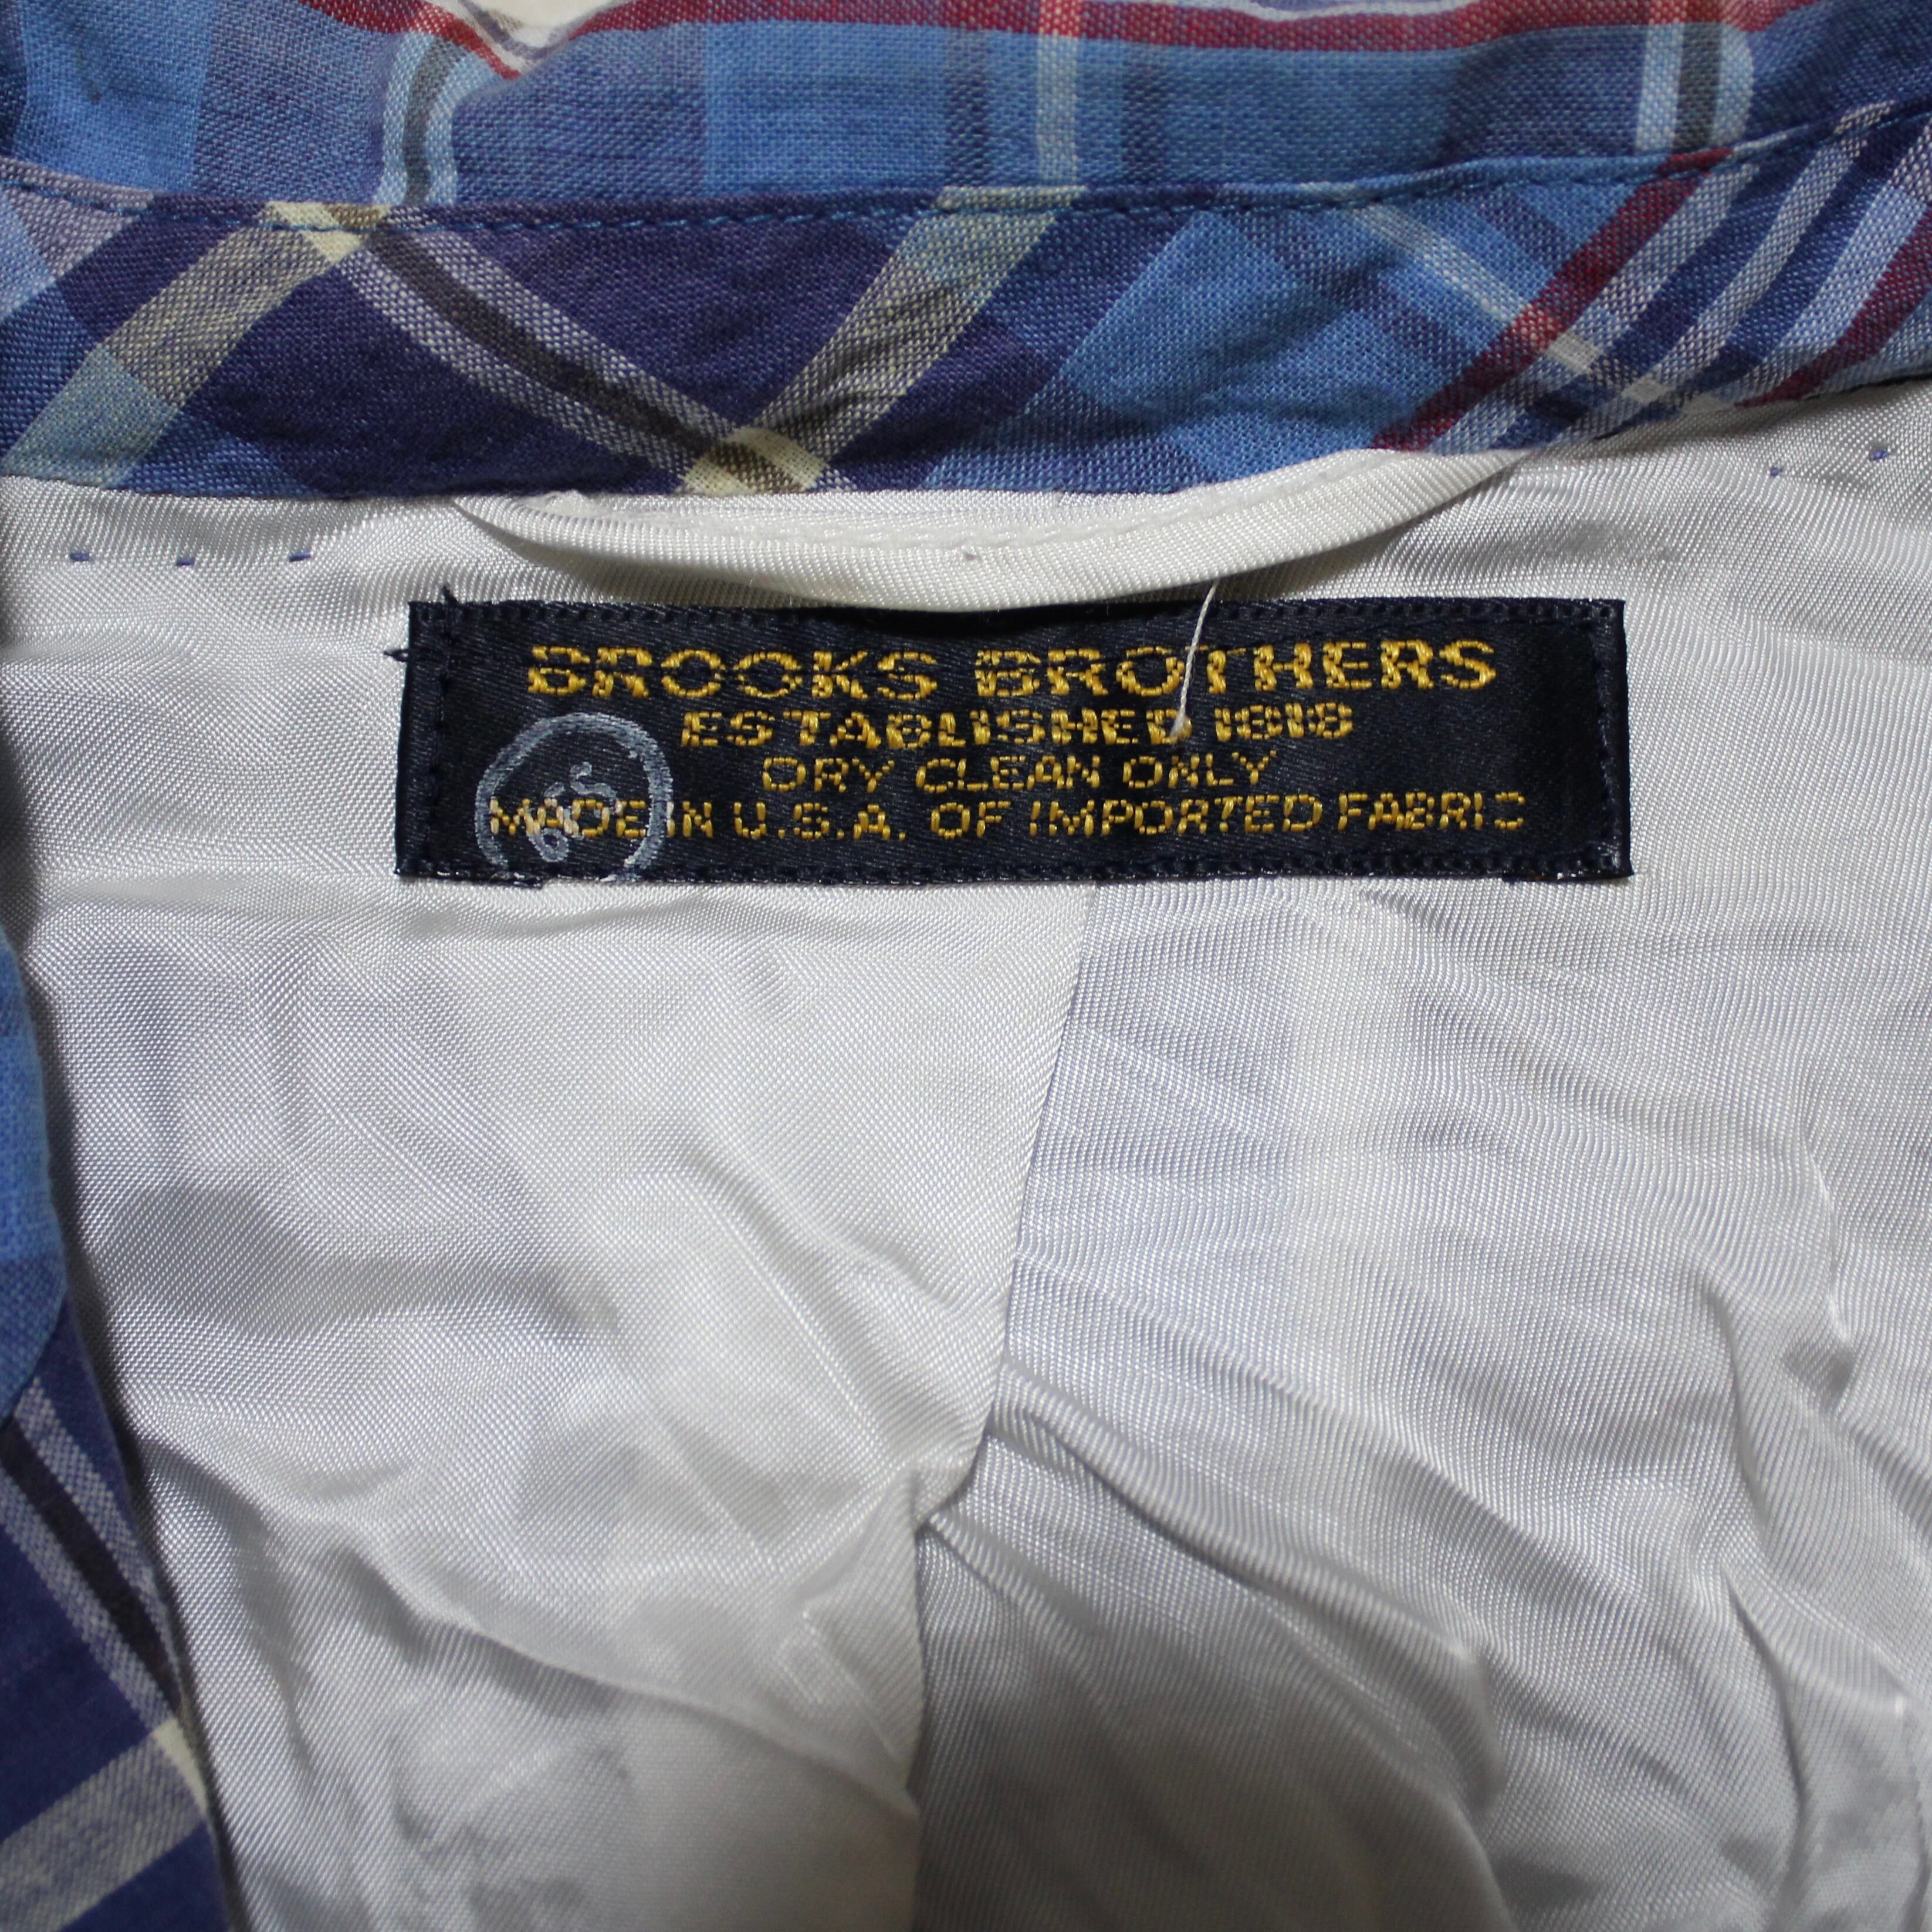 BROOKS BROTHERS
ESTABLISHED 1818
DRY CLEAN ONLY
MADE IN U.S.A. OF IMPORTED FABRIC